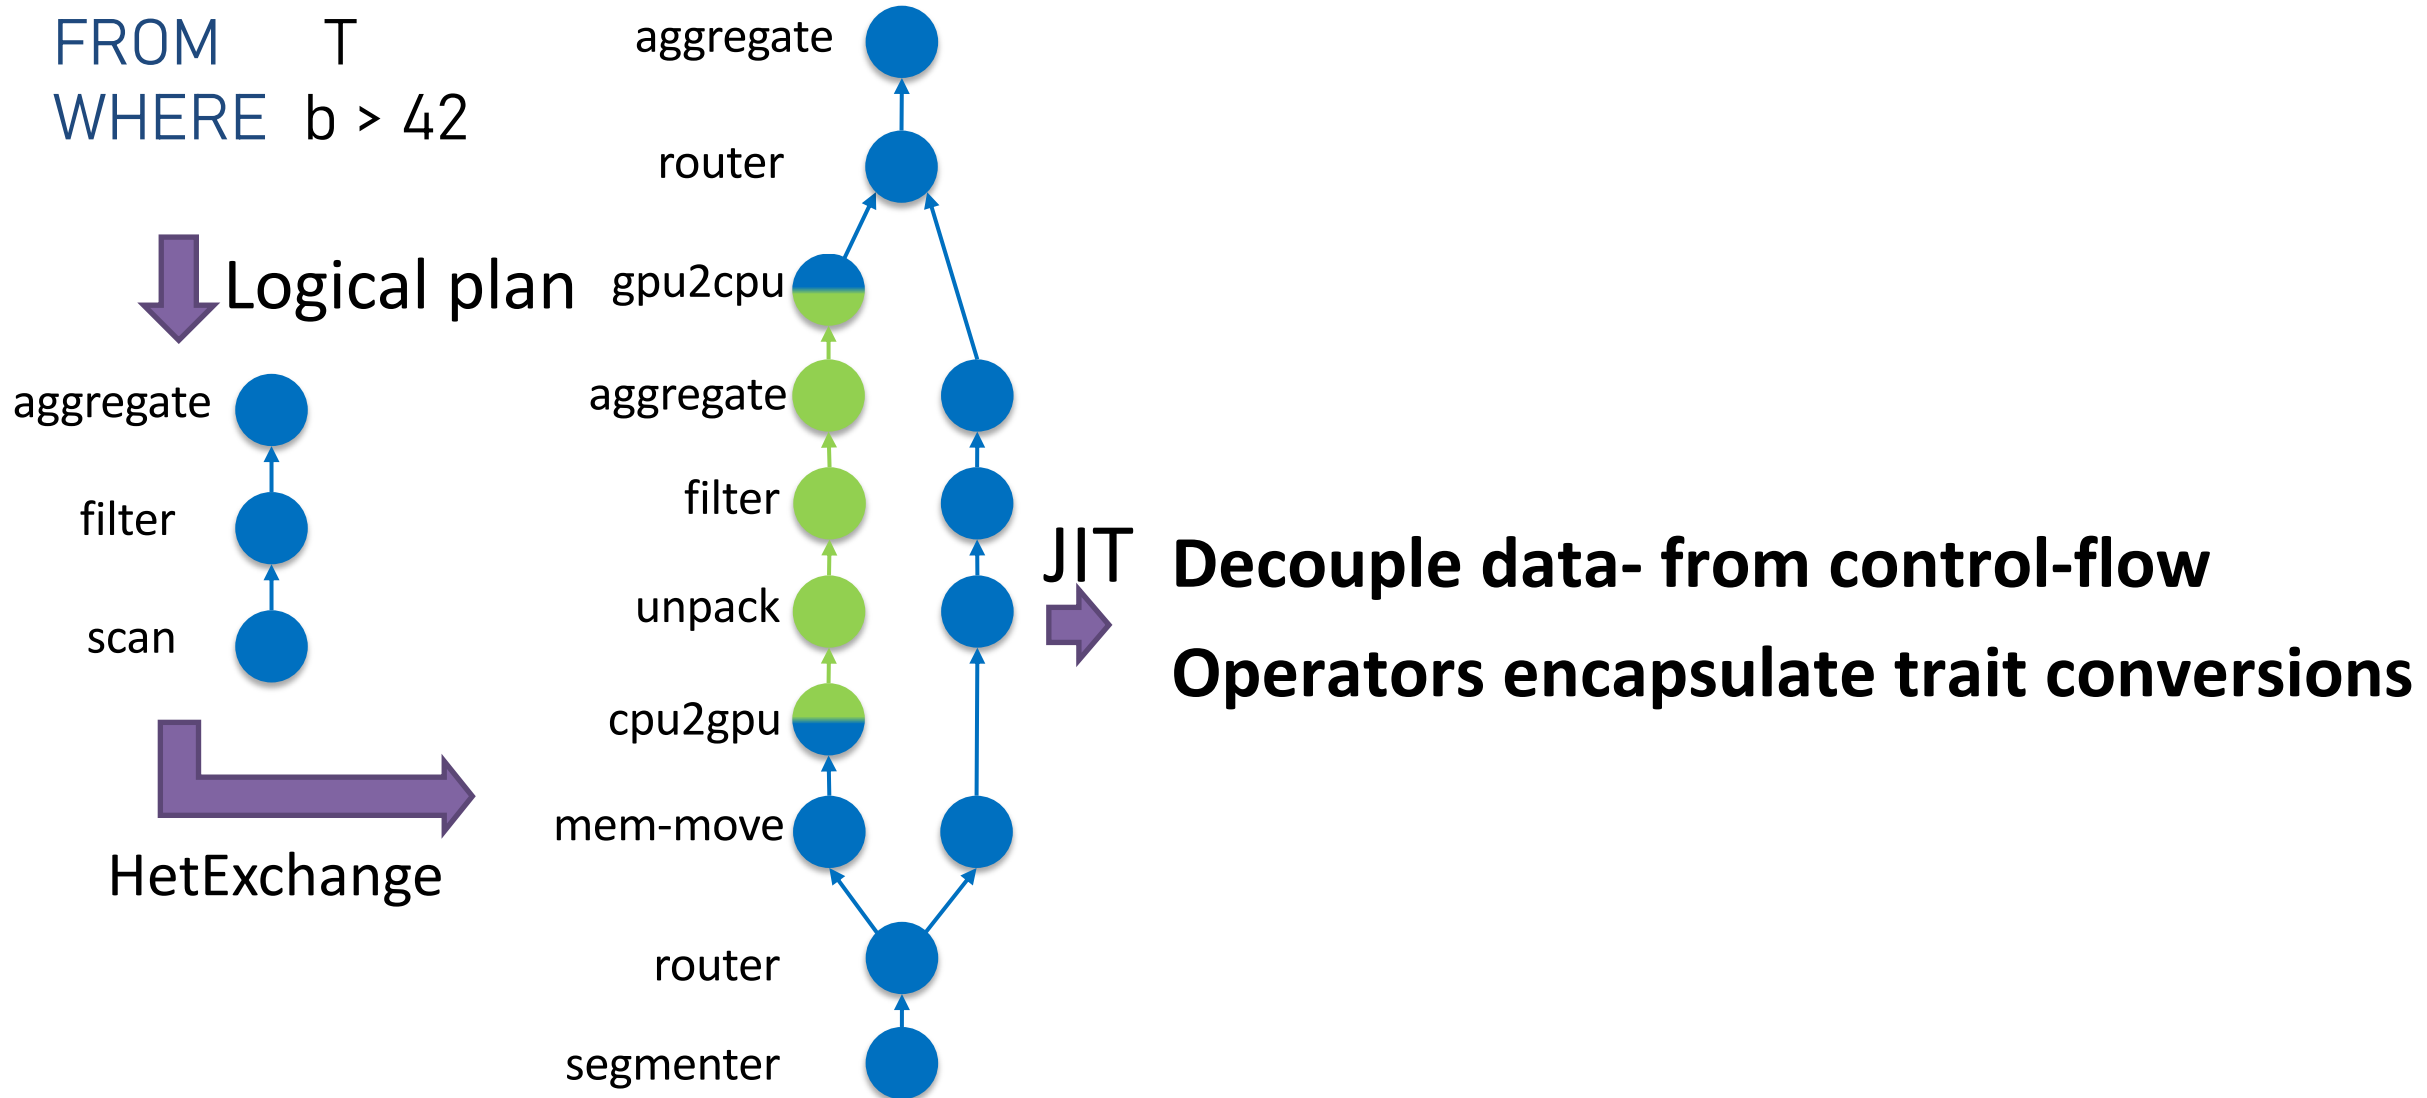 FROM T
WHERE b > 42
Logical plan
aggregate
filter
scan
HetExchange
aggregate
router
gpu2cpu
aggregate
filter
unpack
cpu2gpu
mem-move
router
segmenter
JIT
Decouple data- from control-flow
Operators encapsulate trait conversions